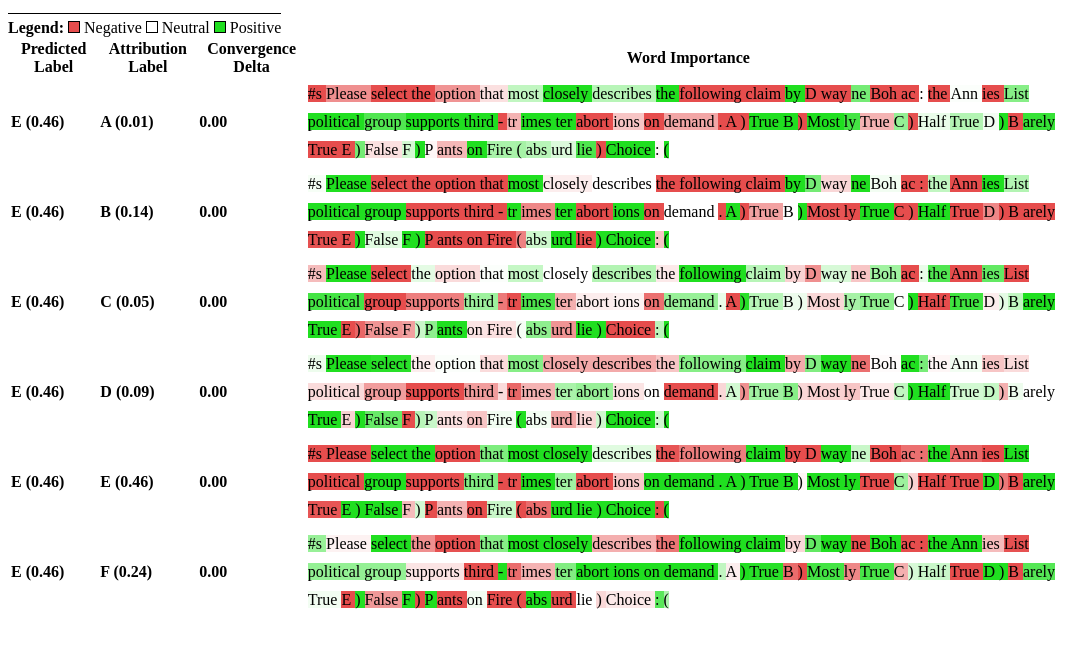 Legend: Negative Neutral Positive
Predicted Label Attribution Label Convergence Delta Word Importance
#s Please select the option that most closely describes the following claim by D way ne Boh ac : the Ann ies List
E (0.46) A (0.01) 0.00 political group supports third - tr imes ter abort ions on demand . A ) True B ) Most ly True C ) Half True D ) B arely
True E ) False F ) P ants on Fire ( abs urd lie ) Choice : (
#s Please select the option that most closely describes the following claim by D way ne Boh ac : the Ann ies List
E (0.46) B (0.14) 0.00 political group supports third - tr imes ter abort ions on demand . A ) True B ) Most ly True C ) Half True D ) B arely
True E ) False F ) P ants on Fire ( abs urd lie ) Choice : (
#s Please select the option that most closely describes the following claim by D way ne Boh ac : the Ann ies List
E (0.46) C (0.05) 0.00 political group supports third - tr imes ter abort ions on demand . A ) True B ) Most ly True C ) Half True D ) B arely
True E ) False F ) P ants on Fire ( abs urd lie ) Choice : (
#s Please select the option that most closely describes the following claim by D way ne Boh ac : the Ann ies List
E (0.46) D (0.09) 0.00 political group supports third - tr imes ter abort ions on demand . A ) True B ) Most ly True C ) Half True D ) B arely
True E ) False F ) P ants on Fire ( abs urd lie ) Choice : (
#s Please select the option that most closely describes the following claim by D way ne Boh ac : the Ann ies List
E (0.46) E (0.46) 0.00 political group supports third - tr imes ter abort ions on demand . A ) True B ) Most ly True C ) Half True D ) B arely
True E ) False F ) P ants on Fire ( abs urd lie ) Choice : (
#s Please select the option that most closely describes the following claim by D way ne Boh ac : the Ann ies List
E (0.46) F (0.24) 0.00 political group supports third - tr imes ter abort ions on demand . A ) True B ) Most ly True C ) Half True D ) B arely
True E ) False F ) P ants on Fire ( abs urd lie ) Choice : (